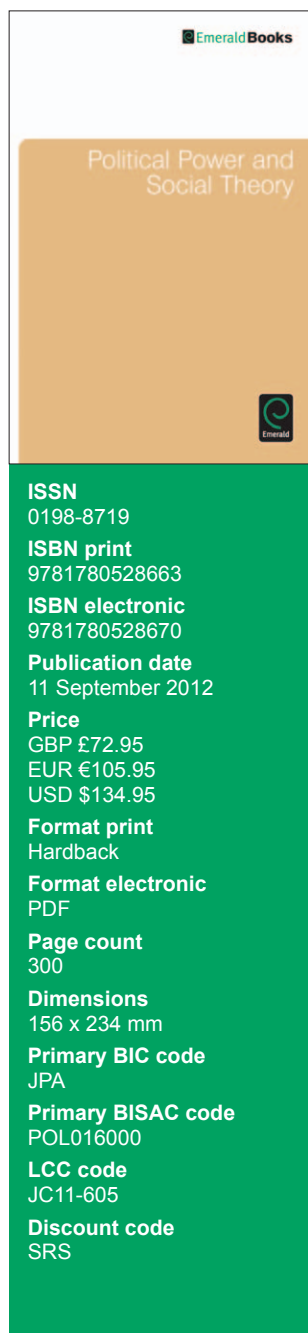 Emerald Books
Political Power and
Social Theory
Emerald
ISSN
0198-8719
ISBN print
9781780528663
ISBN electronic
9781780528670
Publication date
11 September 2012
Price
GBP £72.95
EUR €105.95
USD $134.95
Format print
Hardback
Format electronic
PDF
Page count
300
Dimensions
156 x 234 mm
Primary BIC code
JPA
Primary BISAC code
POL016000
LCC code
JC11-605
Discount code
SRS